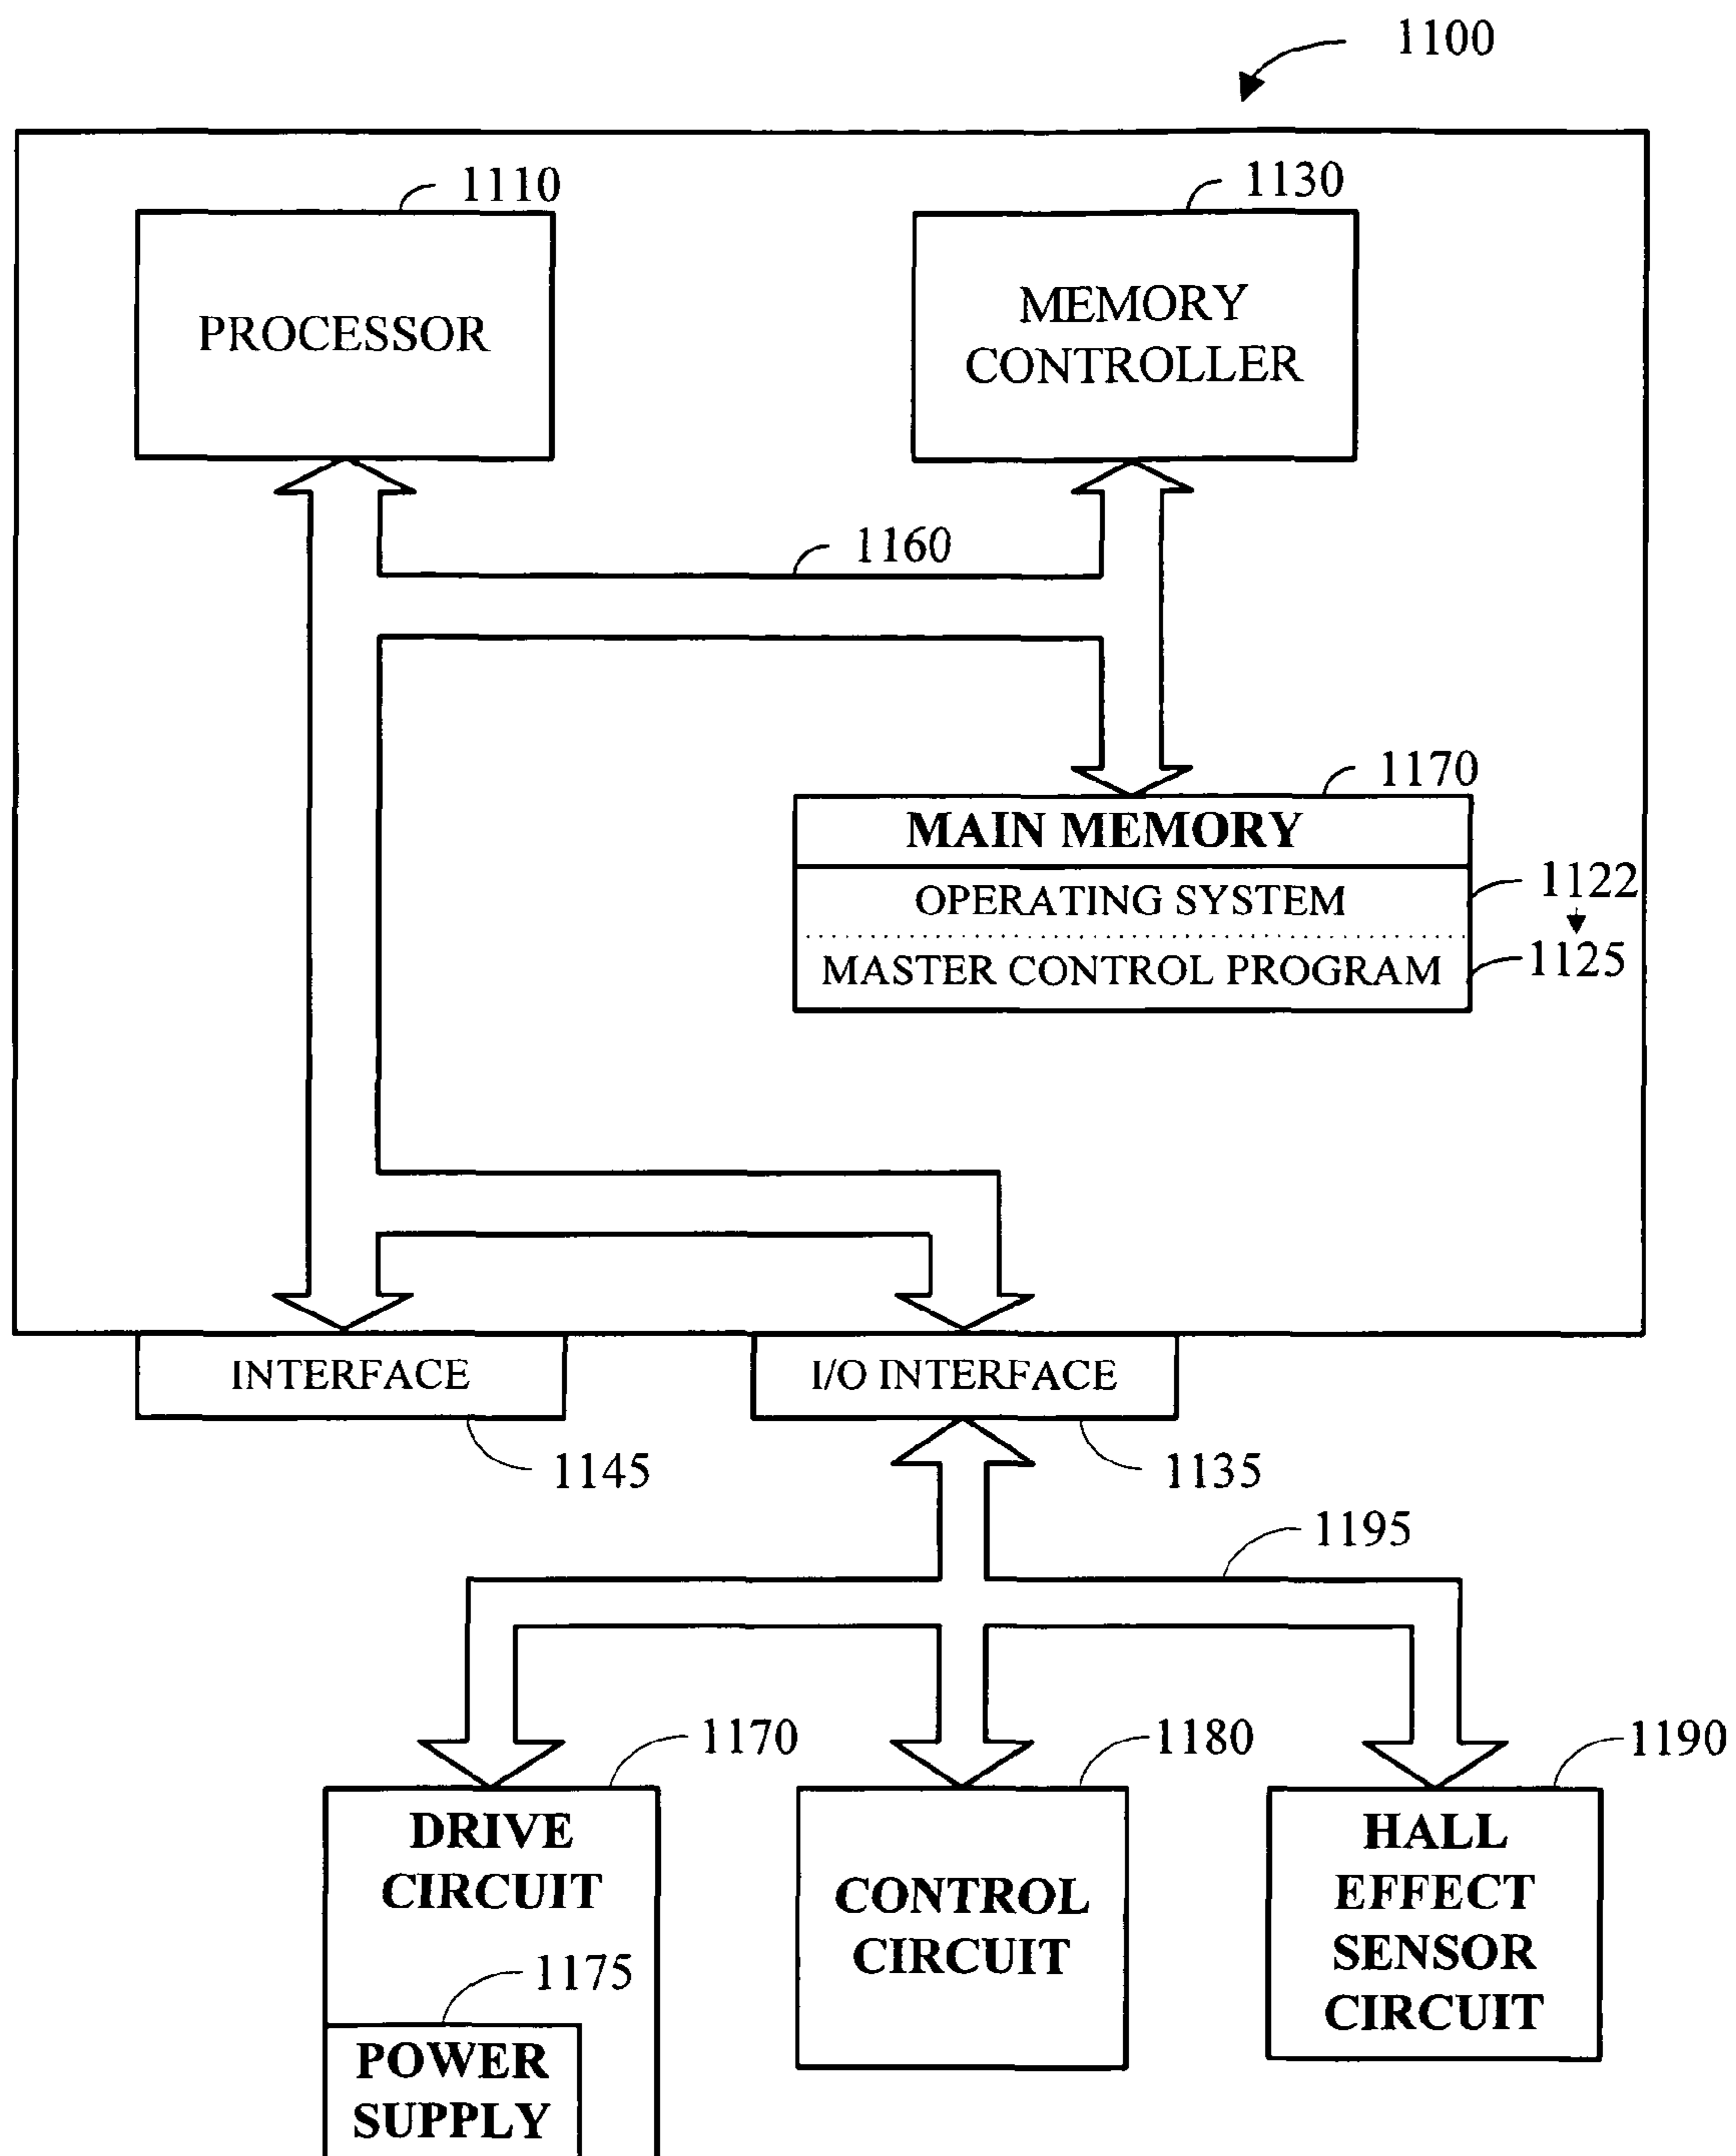 1100
1110
1130
PROCESSOR
MEMORY
CONTROLLER
1160
1170
MAIN MEMORY
OPERATING SYSTEM
1122
MASTER CONTROL PROGRAM
1125
INTERFACE
I/O INTERFACE
1145
1135
1195
1170
1180
1190
DRIVE
CIRCUIT
CONTROL
CIRCUIT
HALL
EFFECT
SENSOR
CIRCUIT
1175
POWER
SUPPLY